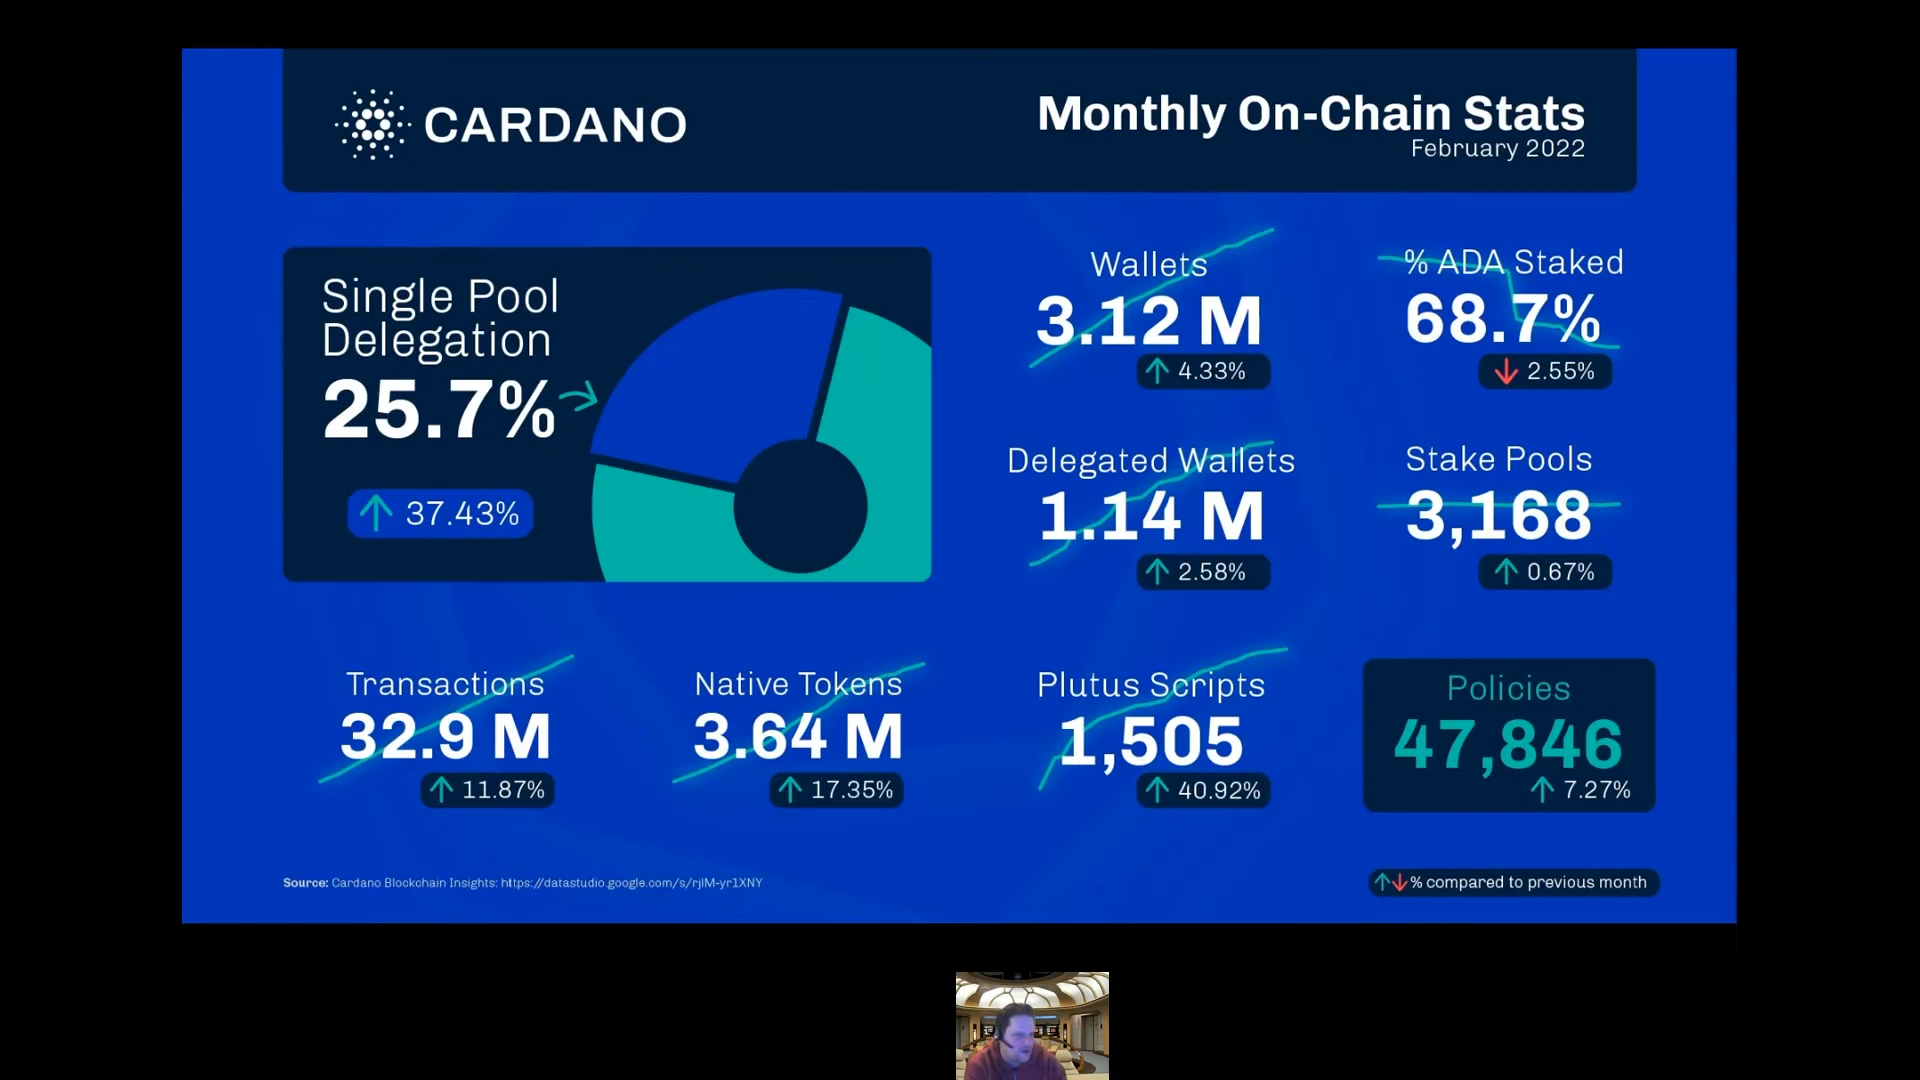 CARDANO
Monthly On-Chain Stats
February 2022
Single Pool
Delegation
25.7%
37.43%
Wallets
3.12 M
4.33%
% ADA Staked
68.7%
2.55%
Delegated Wallets
1.14 M
2.58%
Stake Pools
3,168
0.67%
Transactions
32.9 M
11.87%
Native Tokens
3.64 M
17.35%
Plutus Scripts
1,505
40.92%
Policies
47,846
7.27%
Source: Cardano Blockchain Insights: https://datastudio.google.com/s/rjIM-yr1XNY
% compared to previous month